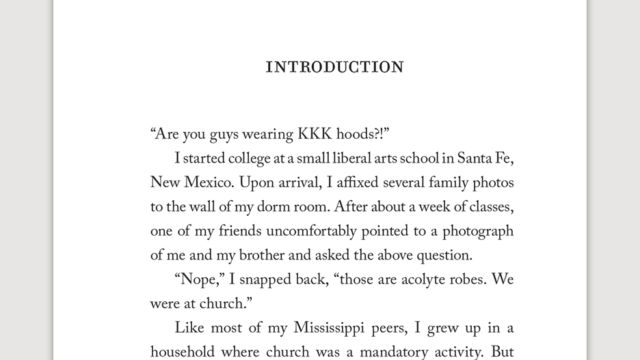 INTRODUCTION
“Are you guys wearing KKK hoods?!”
I started college at a small liberal arts school in Santa Fe,
New Mexico. Upon arrival, I affixed several family photos
to the wall of my dorm room. After about a week of classes,
one of my friends uncomfortably pointed to a photograph
of me and my brother and asked the above question.
“Nope,” I snapped back, “those are acolyte robes. We
were at church.”
Like most of my Mississippi peers, I grew up in a
household where church was a mandatory activity. But